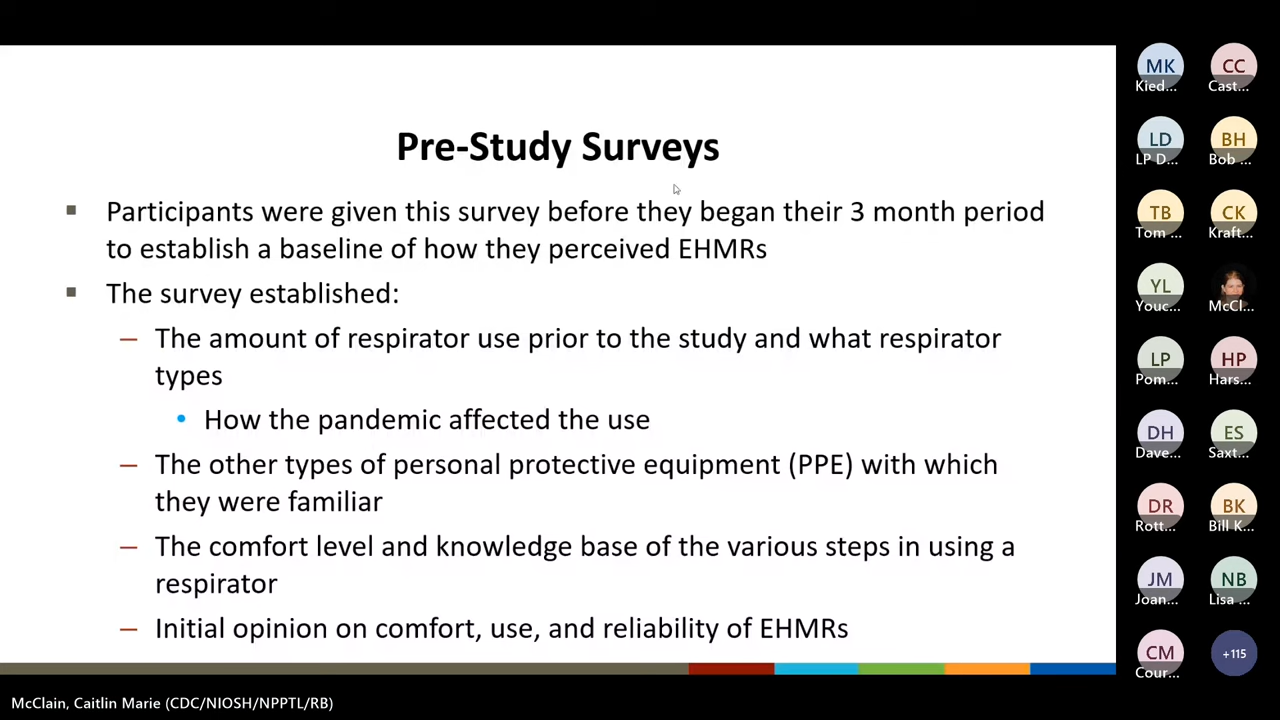 Pre-Study Surveys
Participants were given this survey before they began their 3 month period
to establish a baseline of how they perceived EHMRs
The survey established:
– The amount of respirator use prior to the study and what respirator
types
• How the pandemic affected the use
– The other types of personal protective equipment (PPE) with which
they were familiar
– The comfort level and knowledge base of the various steps in using a
respirator
– Initial opinion on comfort, use, and reliability of EHMRs
MK
Kied...
CC
Cast...
LD
LP D...
BH
Bob ...
TB
Tom ...
CK
Kraft...
YL
Youc...
McCl...
LP
Pom...
HP
Hars...
DH
Dave...
ES
Saxt...
DR
Rott...
BK
Bill K...
JM
Joan...
NB
Lisa ...
CM
Cour...
+115
McClain, Caitlin Marie (CDC/NIOSH/NPPTL/RB)